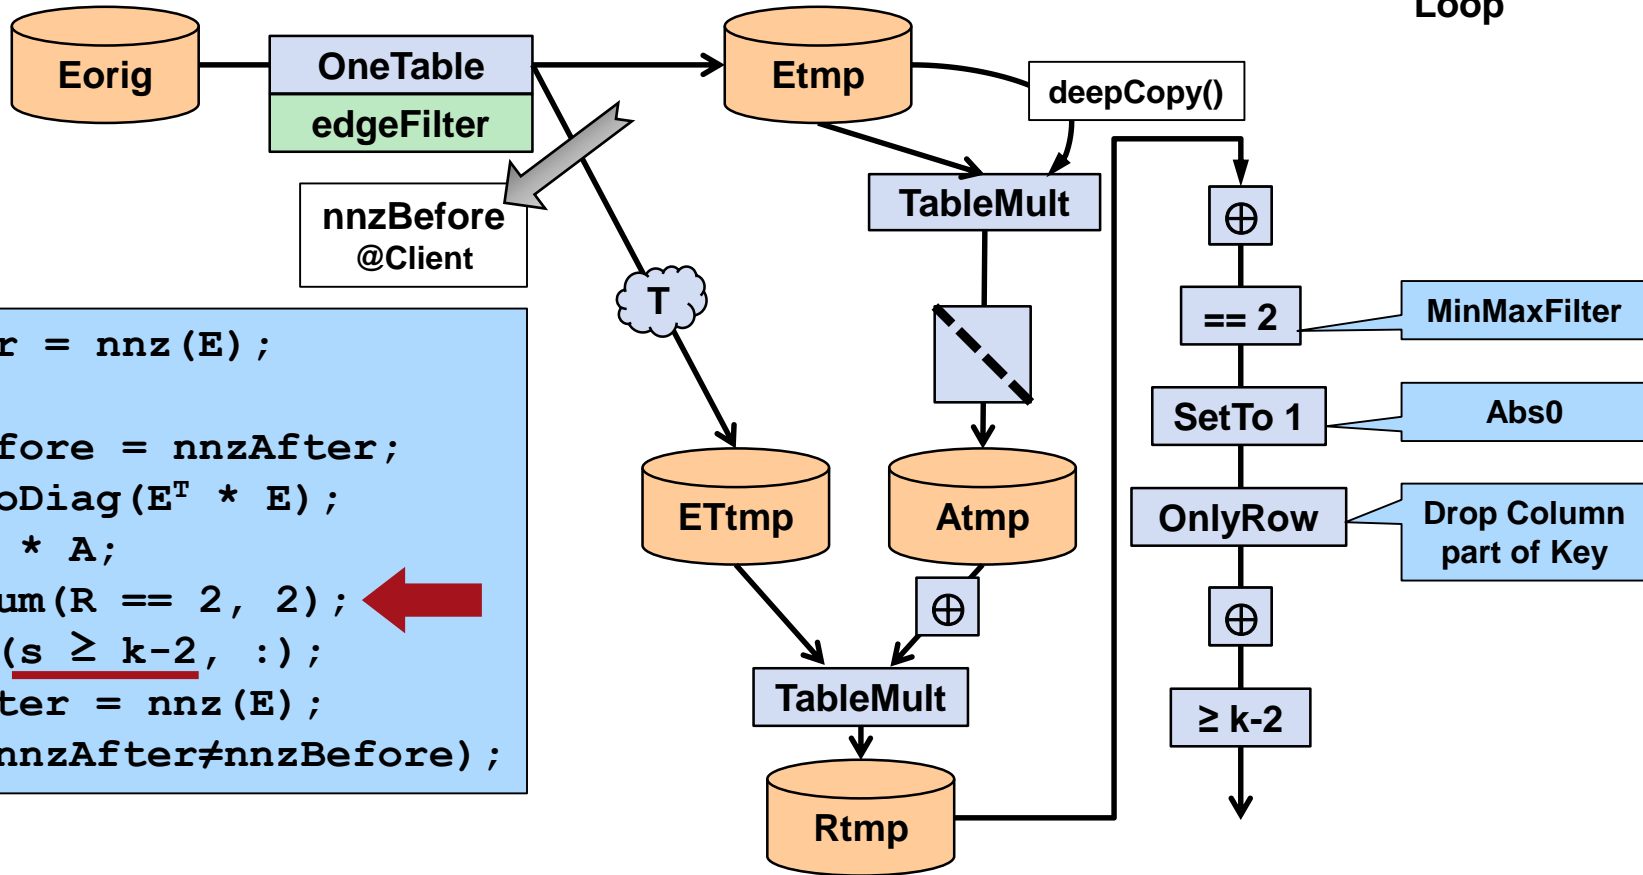 Loop
Eorig
OneTable
edgeFilter
Etmp
deepCopy()
nnzBefore
@Client
TableMult
⊕
T
== 2
MinMaxFilter
SetTo 1
Abs0
OnlyRow
Drop Column
part of Key
ETtmp
Atmp
⊕
⊕
TableMult
≥ k-2
Rtmp
r = nnz(E);
fore = nnzAfter;
oDiag(Eᵀ * E);
* A;
um(R == 2, 2);
(s ≥ k-2, :);
ter = nnz(E);
nnzAfter≠nnzBefore);